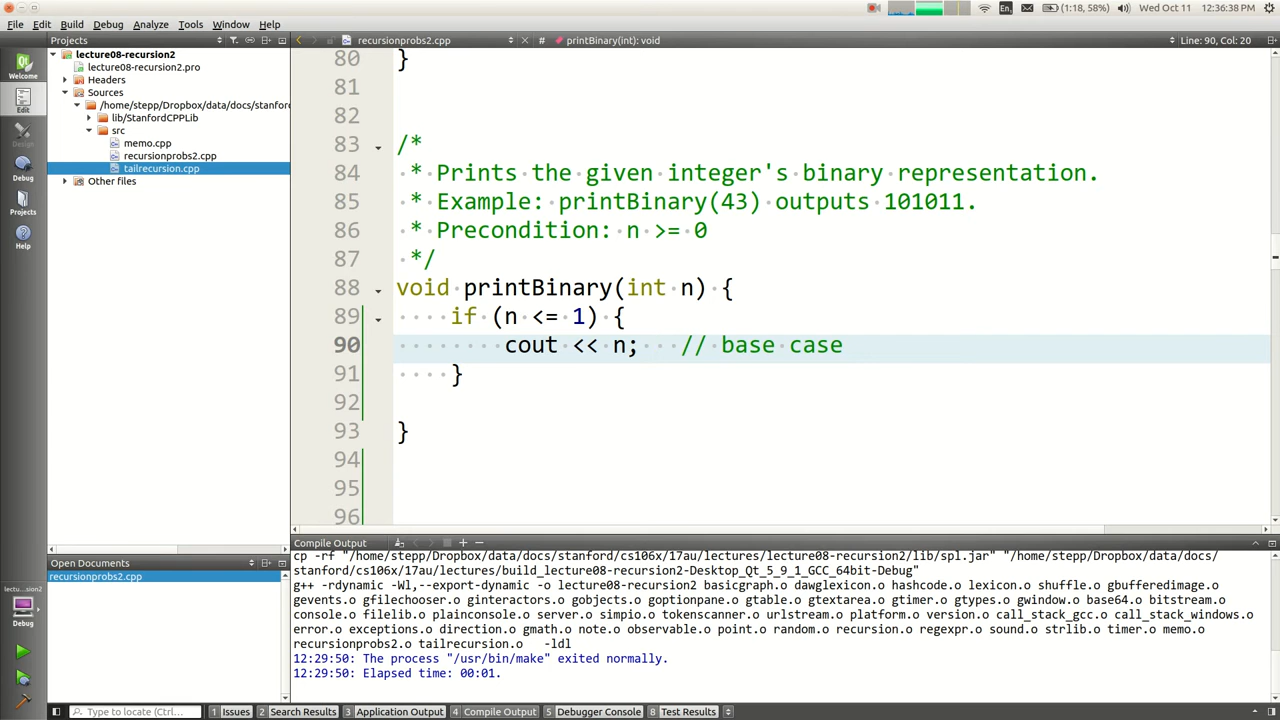 (1:18, 58%) Wed Oct 11 12:36:38 PM
En
File Edit Build Debug Analyze Tools Window Help
Projects
recursionprobs2.cpp
# printBinary(int): void
Line: 90, Col: 20
Welcome
Edit
Design
Debug
Projects
Help
lecture08-recursion2
lecture08-recursion2.pro
Headers
Sources
/home/stepp/Dropbox/data/docs/stanford
lib/StanfordCPPLib
src
memo.cpp
recursionprobs2.cpp
tailrecursion.cpp
Other files
80 }
81
82
83 /*
84 * Prints the given integer's binary representation.
85 * Example: printBinary(43) outputs 101011.
86 * Precondition: n >= 0
87 */
88 void printBinary(int n) {
89 if (n <= 1) {
90 cout << n; // base case
91 }
92
93 }
94
95
96
Open Documents
recursionprobs2.cpp
lectu...sion2
Debug
Compile Output
cp -rf "/home/stepp/Dropbox/data/docs/stanford/cs106x/17au/lectures/lecture08-recursion2/lib/spl.jar" "/home/stepp/Dropbox/data/docs/
stanford/cs106x/17au/lectures/build_lecture08-recursion2-Desktop_Qt_5_9_1_GCC_64bit-Debug"
g++ -rdynamic -Wl,--export-dynamic -o lecture08-recursion2 basicgraph.o dawglexicon.o hashcode.o lexicon.o shuffle.o gbufferedimage.o
gevents.o gfilechooser.o ginteractors.o gobjects.o goptionpane.o gtable.o gtextarea.o gtimer.o gtypes.o gwindow.o base64.o bitstream.o
console.o filelib.o plainconsole.o server.o simpio.o tokenscanner.o urlstream.o platform.o version.o call_stack_gcc.o call_stack_windows.o
error.o exceptions.o direction.o gmath.o note.o observable.o point.o random.o recursion.o regexpr.o sound.o strlib.o timer.o memo.o
recursionprobs2.o tailrecursion.o -ldl
12:29:50: The process "/usr/bin/make" exited normally.
12:29:50: Elapsed time: 00:01.
Type to locate (Ctrl...
1 Issues 2 Search Results 3 Application Output 4 Compile Output 5 Debugger Console 8 Test Results